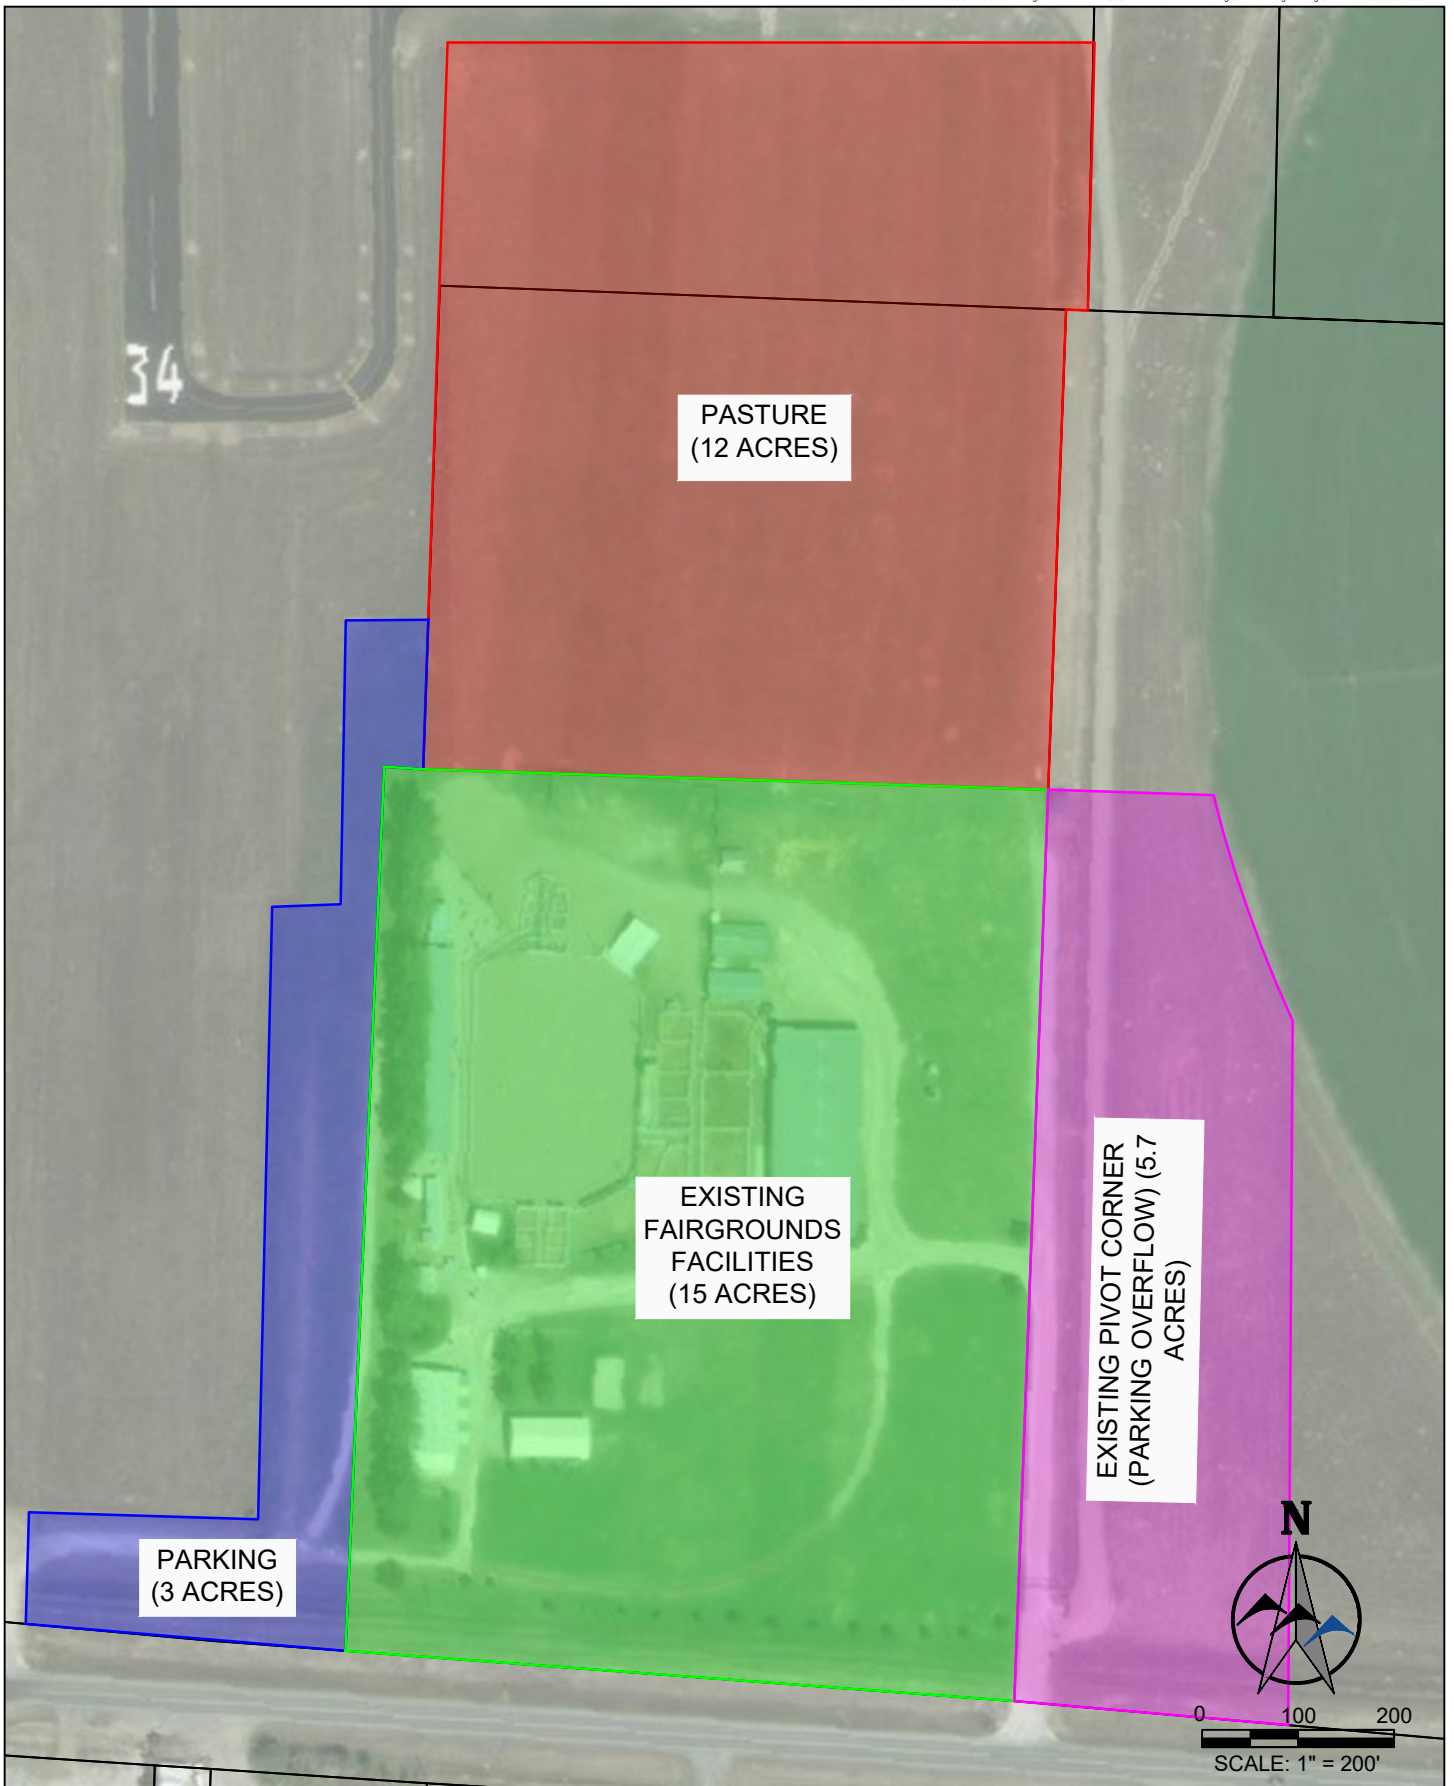 34
PASTURE
(12 ACRES)
EXISTING
FAIRGROUNDS
FACILITIES
(15 ACRES)
EXISTING PIVOT CORNER
(PARKING OVERFLOW) (5.7
ACRES)
PARKING
(3 ACRES)
N
0 100 200
SCALE: 1" = 200'